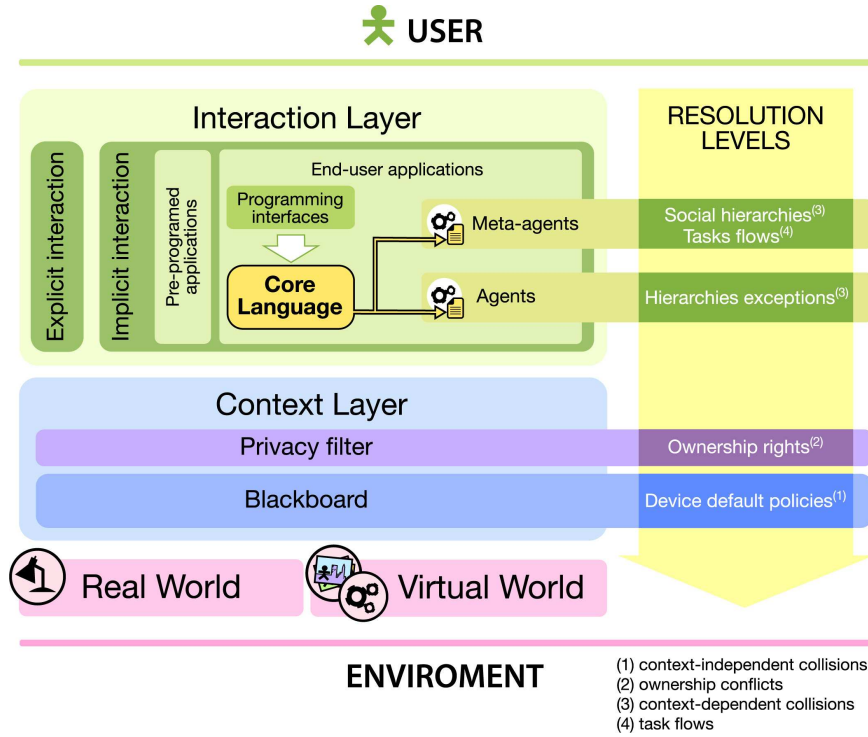 USER
Interaction Layer
RESOLUTION
LEVELS
Explicit interaction
Implicit interaction
Pre-programed
applications
End-user applications
Programming
interfaces
Core
Language
Meta-agents
Agents
Social hierarchies(3)
Tasks flows(4)
Hierarchies exceptions(3)
Context Layer
Privacy filter
Ownership rights(2)
Blackboard
Device default policies(1)
Real World
Virtual World
ENVIROMENT
(1) context-independent collisions
(2) ownership conflicts
(3) context-dependent collisions
(4) task flows